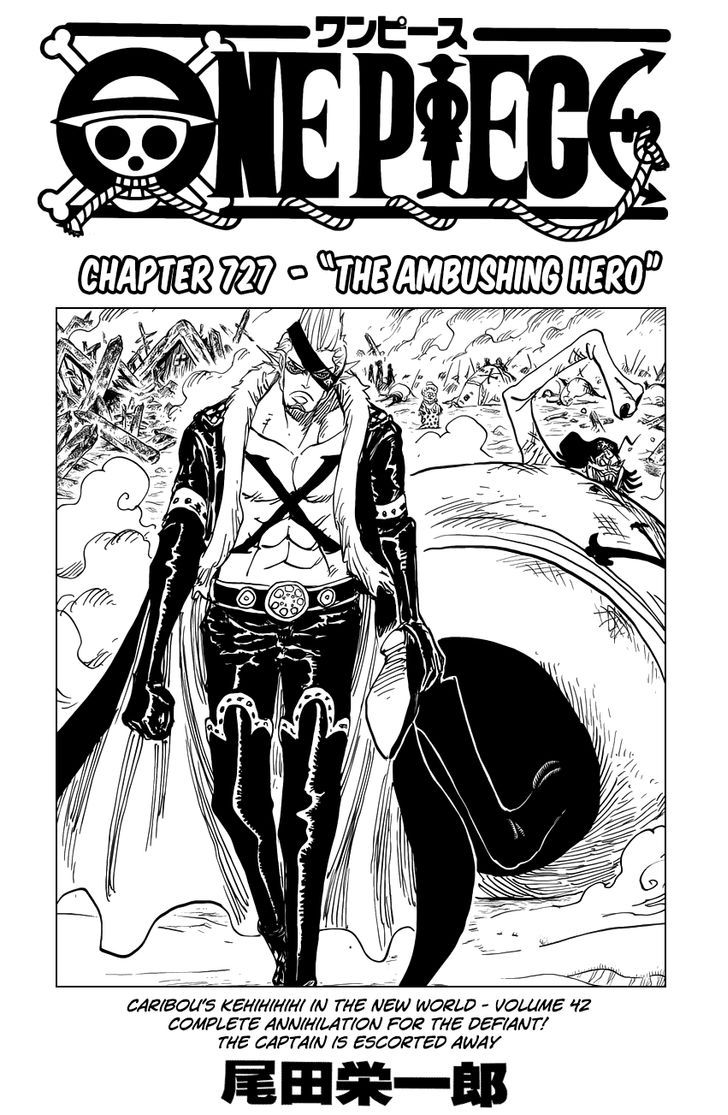 ワンピース
ONE PIECE
CHAPTER 727 - "THE AMBUSHING HERO"
CARIBOU'S KEHIHIHIHI IN THE NEW WORLD - VOLUME 42
COMPLETE ANNIHILATION FOR THE DEFIANT!
THE CAPTAIN IS ESCORTED AWAY
尾田栄一郎